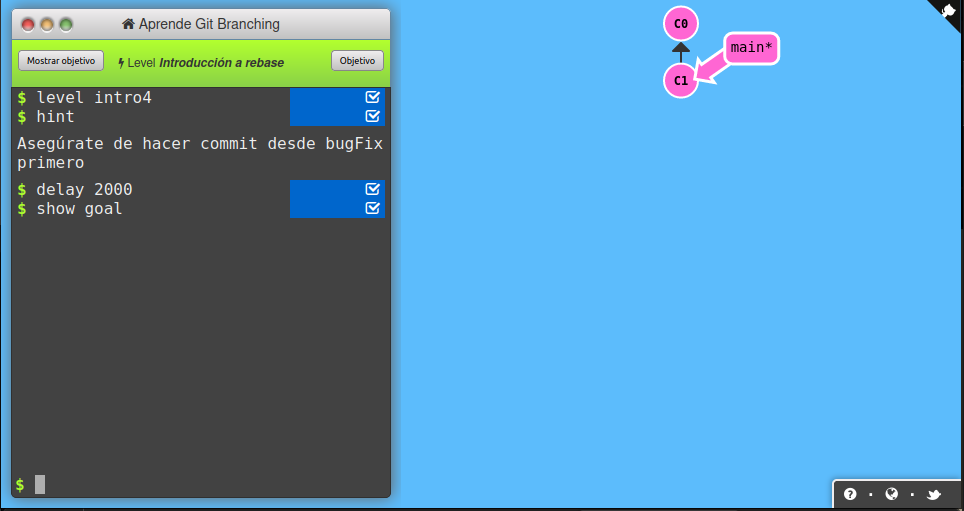 Aprende Git Branching
Mostrar objetivo
Level Introducción a rebase
Objetivo
$ level intro4
$ hint
Asegúrate de hacer commit desde bugFix
primero
$ delay 2000
$ show goal
$
C0
main*
C1